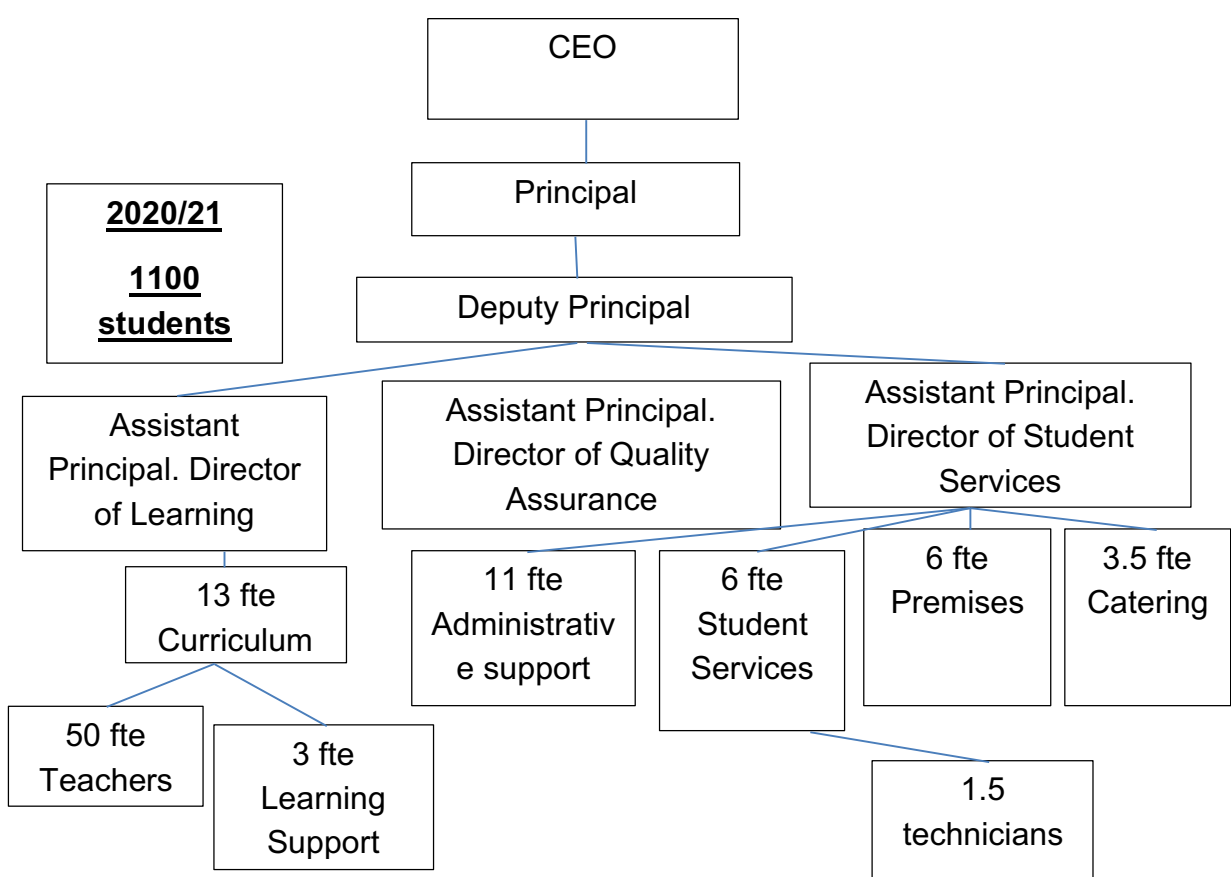 CEO
Principal
2020/21
1100
students
Deputy Principal
Assistant
Principal. Director
of Learning
Assistant Principal.
Director of Quality
Assurance
Assistant Principal.
Director of Student
Services
13 fte
Curriculum
11 fte
Administrativ
e support
6 fte
Student
Services
6 fte
Premises
3.5 fte
Catering
50 fte
Teachers
3 fte
Learning
Support
1.5
technicians